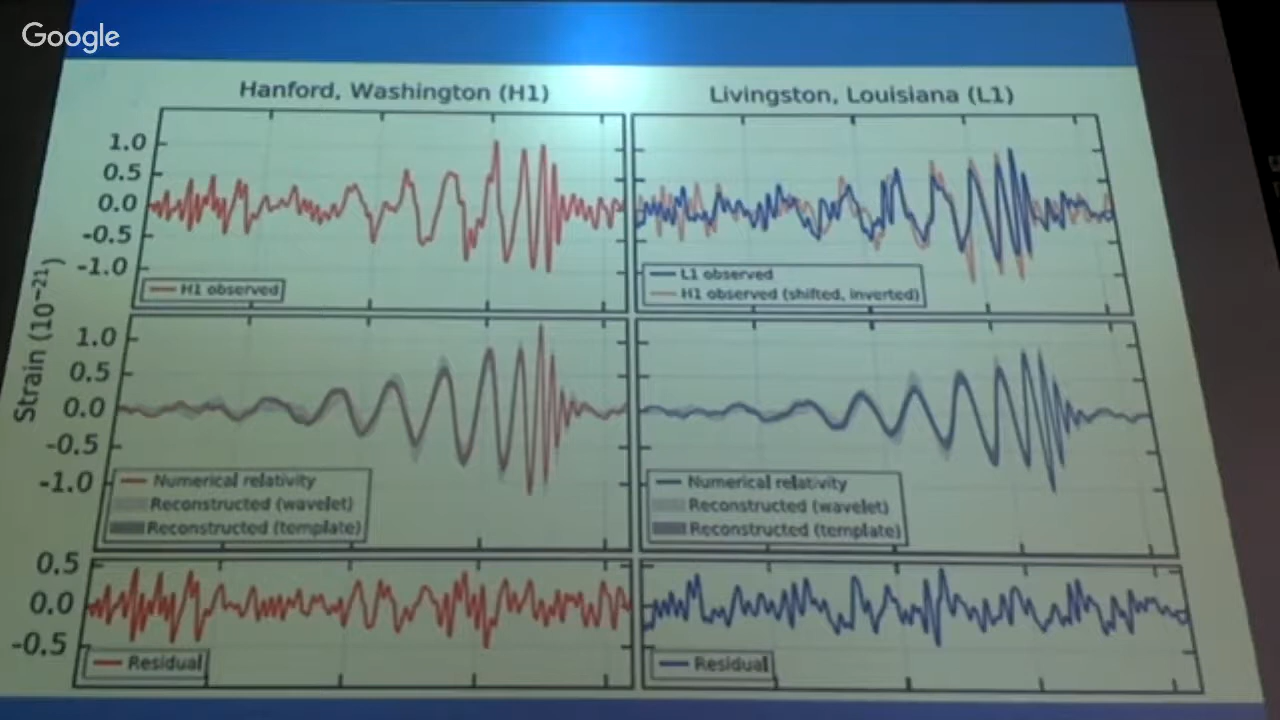 Google
Hanford, Washington (H1)
Livingston, Louisiana (L1)
Strain (10⁻²¹)
1.0
0.5
0.0
-0.5
-1.0
H1 observed
L1 observed
H1 observed (shifted, inverted)
1.0
0.5
0.0
-0.5
-1.0
Numerical relativity
Reconstructed (wavelet)
Reconstructed (template)
Numerical relativity
Reconstructed (wavelet)
Reconstructed (template)
0.5
0.0
-0.5
Residual
Residual